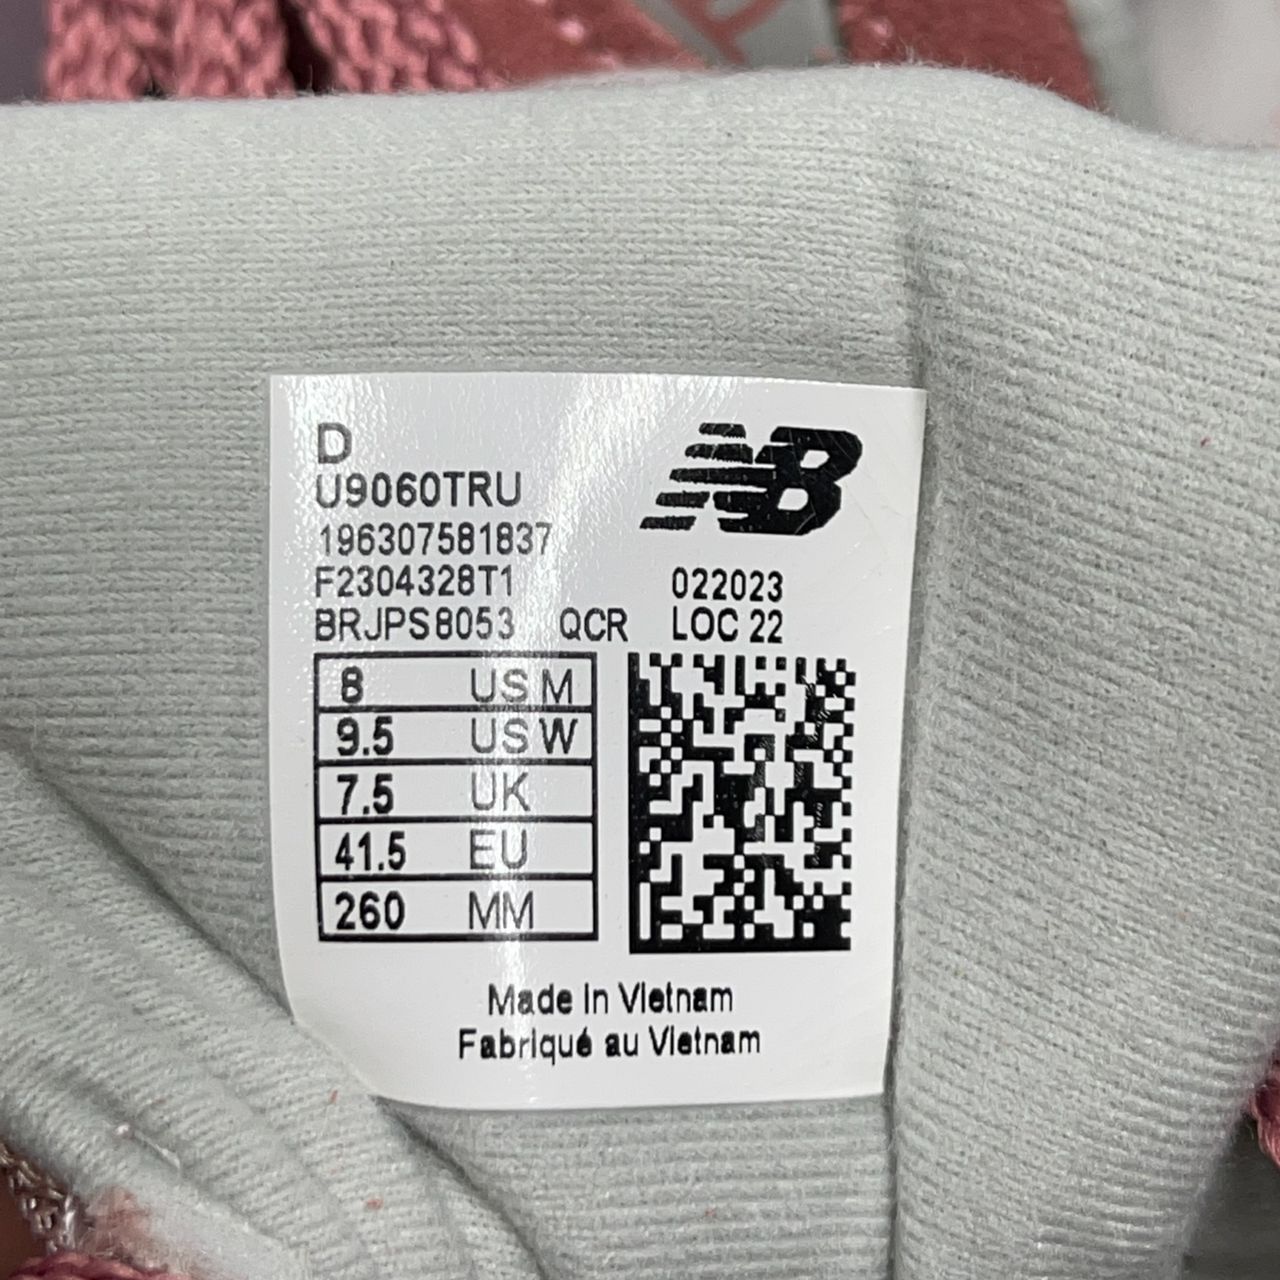 D
U9060TRU
196307581837
F2304328T1 022023
BRJPS8053 QCR LOC 22
8 US M
9.5 US W
7.5 UK
41.5 EU
260 MM
Made In Vietnam
Fabriqué au Vietnam
NB